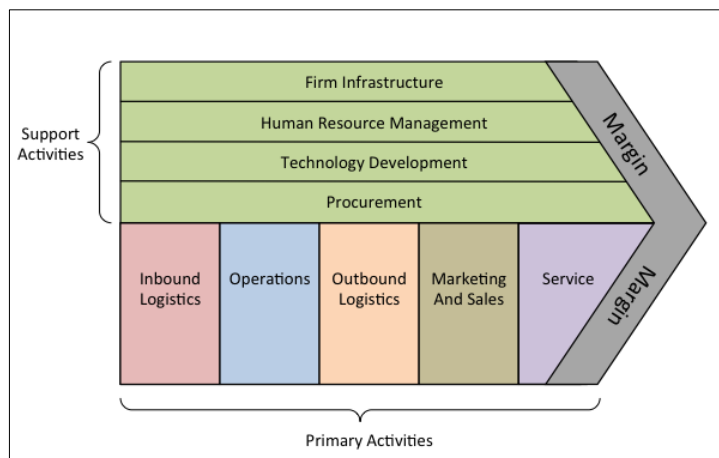 Firm Infrastructure
Human Resource Management
Support
Activities
Technology Development
Procurement
Margin
Inbound
Logistics
Operations
Outbound
Logistics
Marketing
And Sales
Service
Margin
Primary Activities